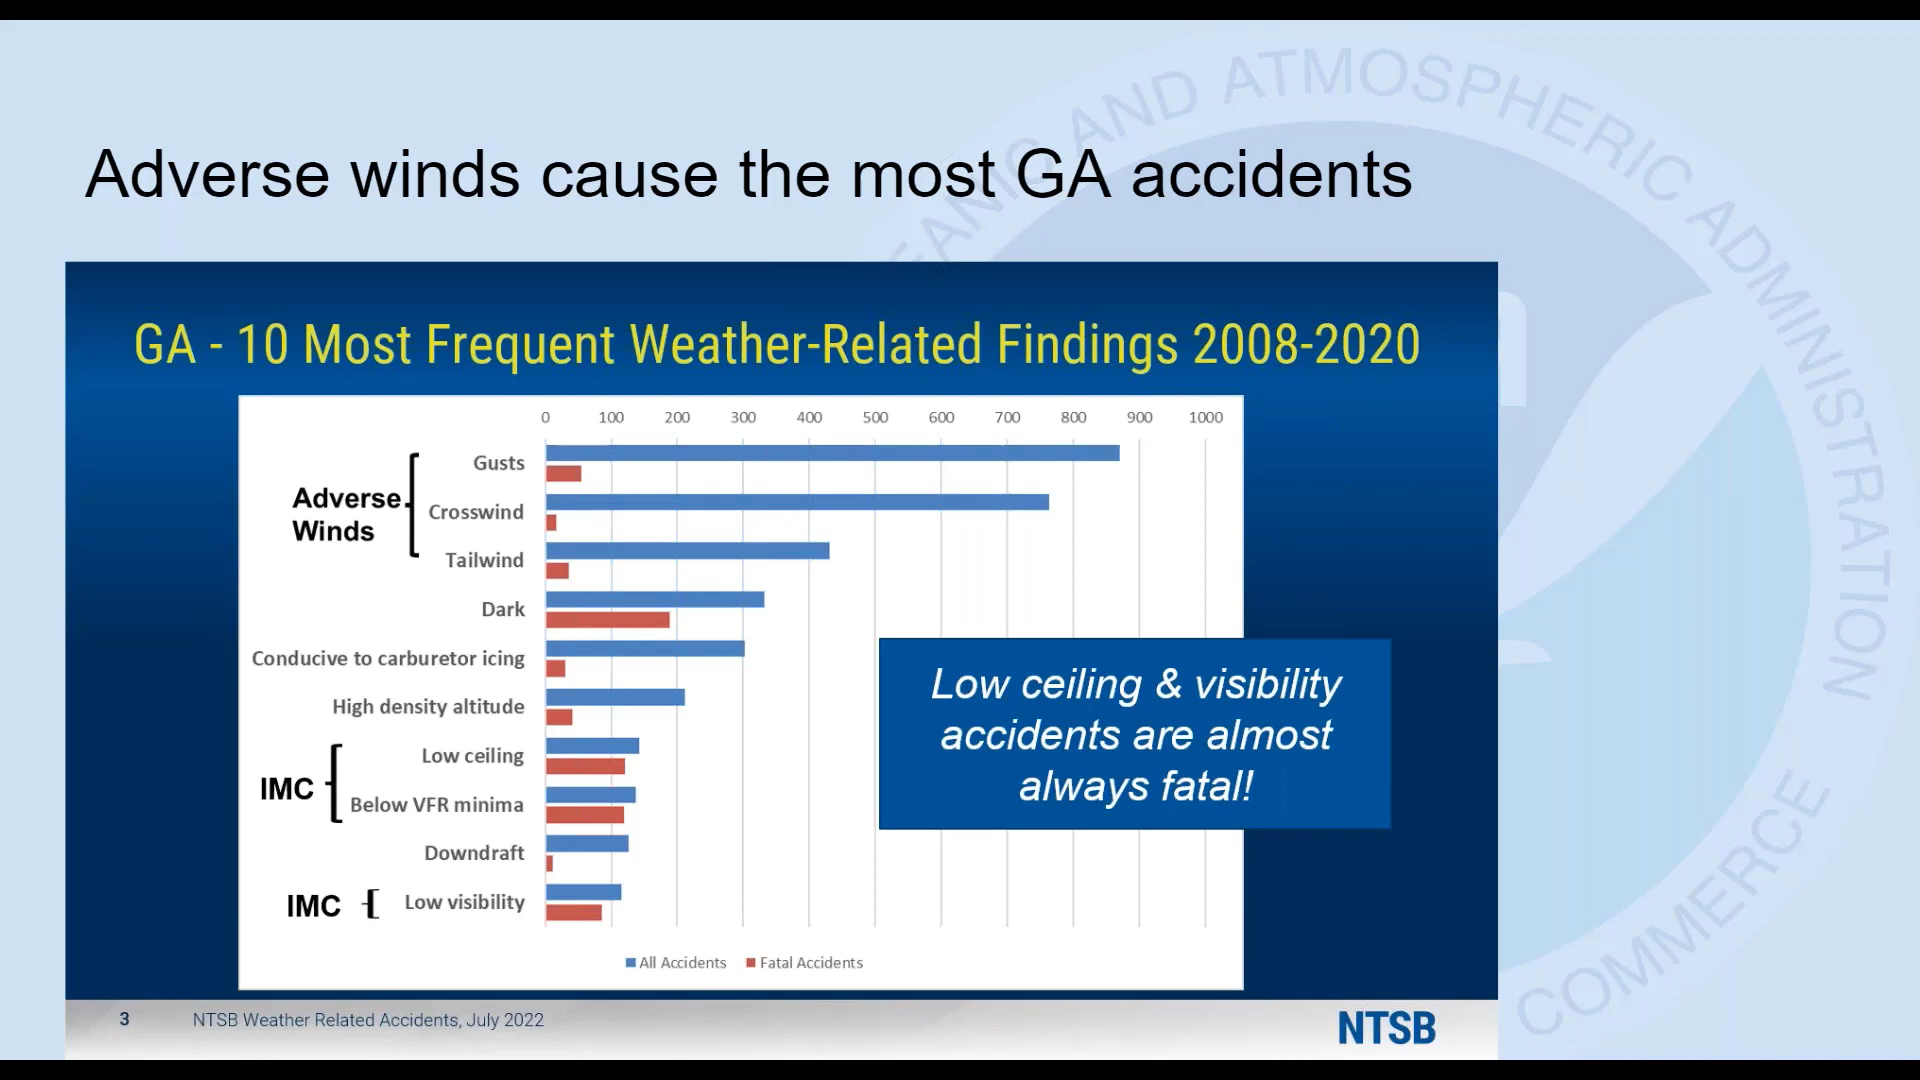 EANIC AND ATMOSPHERIC ADMINISTRATION
COMMERCE
Adverse winds cause the most GA accidents
GA - 10 Most Frequent Weather-Related Findings 2008-2020
0 100 200 300 400 500 600 700 800 900 1000
Adverse
Winds
Gusts
Crosswind
Tailwind
Dark
Conducive to carburetor icing
High density altitude
IMC
Low ceiling
Below VFR minima
Downdraft
IMC
Low visibility
Low ceiling & visibility
accidents are almost
always fatal!
All Accidents Fatal Accidents
3 NTSB Weather Related Accidents, July 2022
NTSB